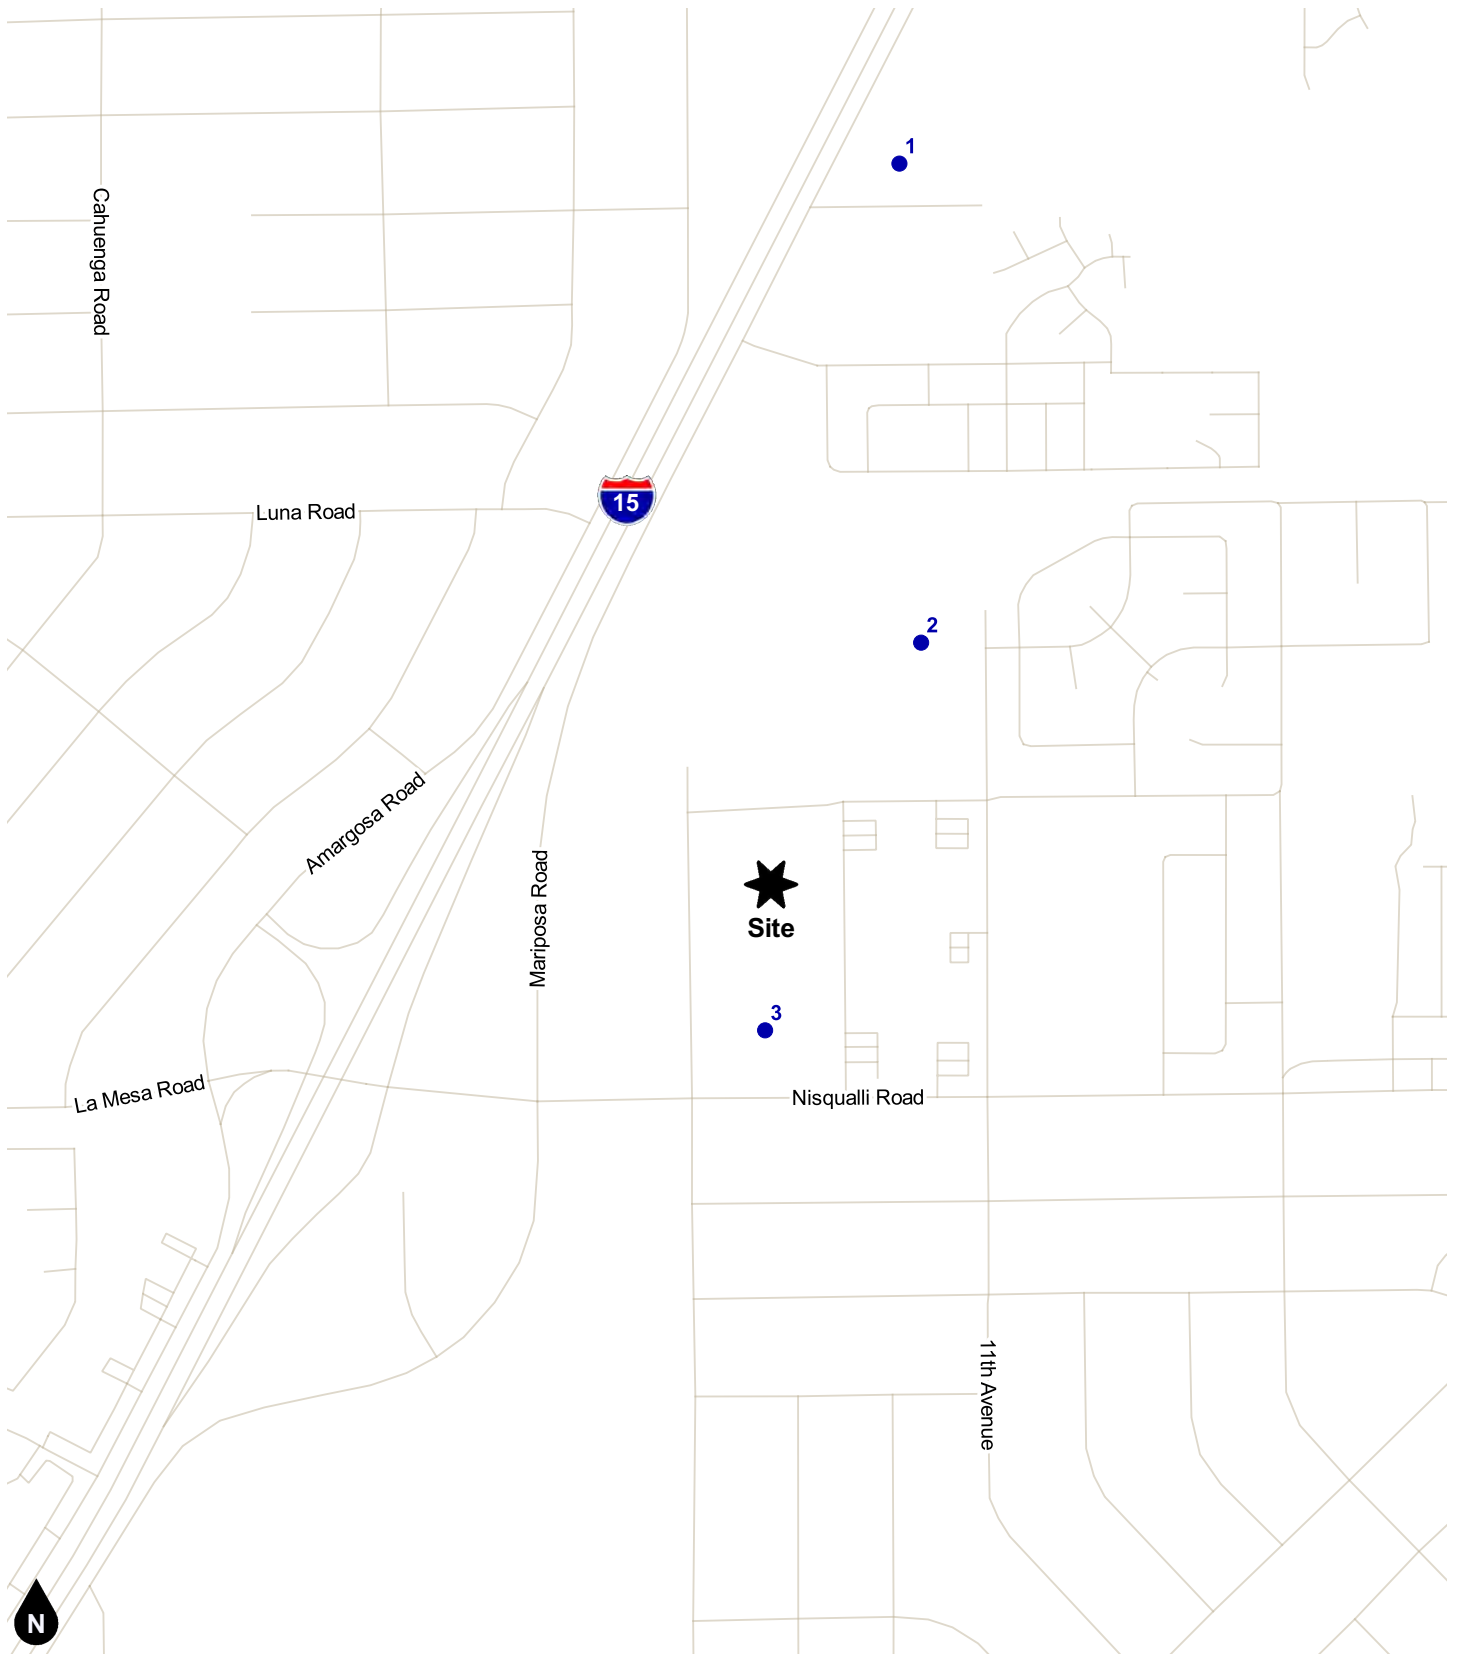 1
Cahuenga Road
15
Luna Road
2
Amargosa Road
Mariposa Road
Site
3
La Mesa Road
Nisqualli Road
11th Avenue
N